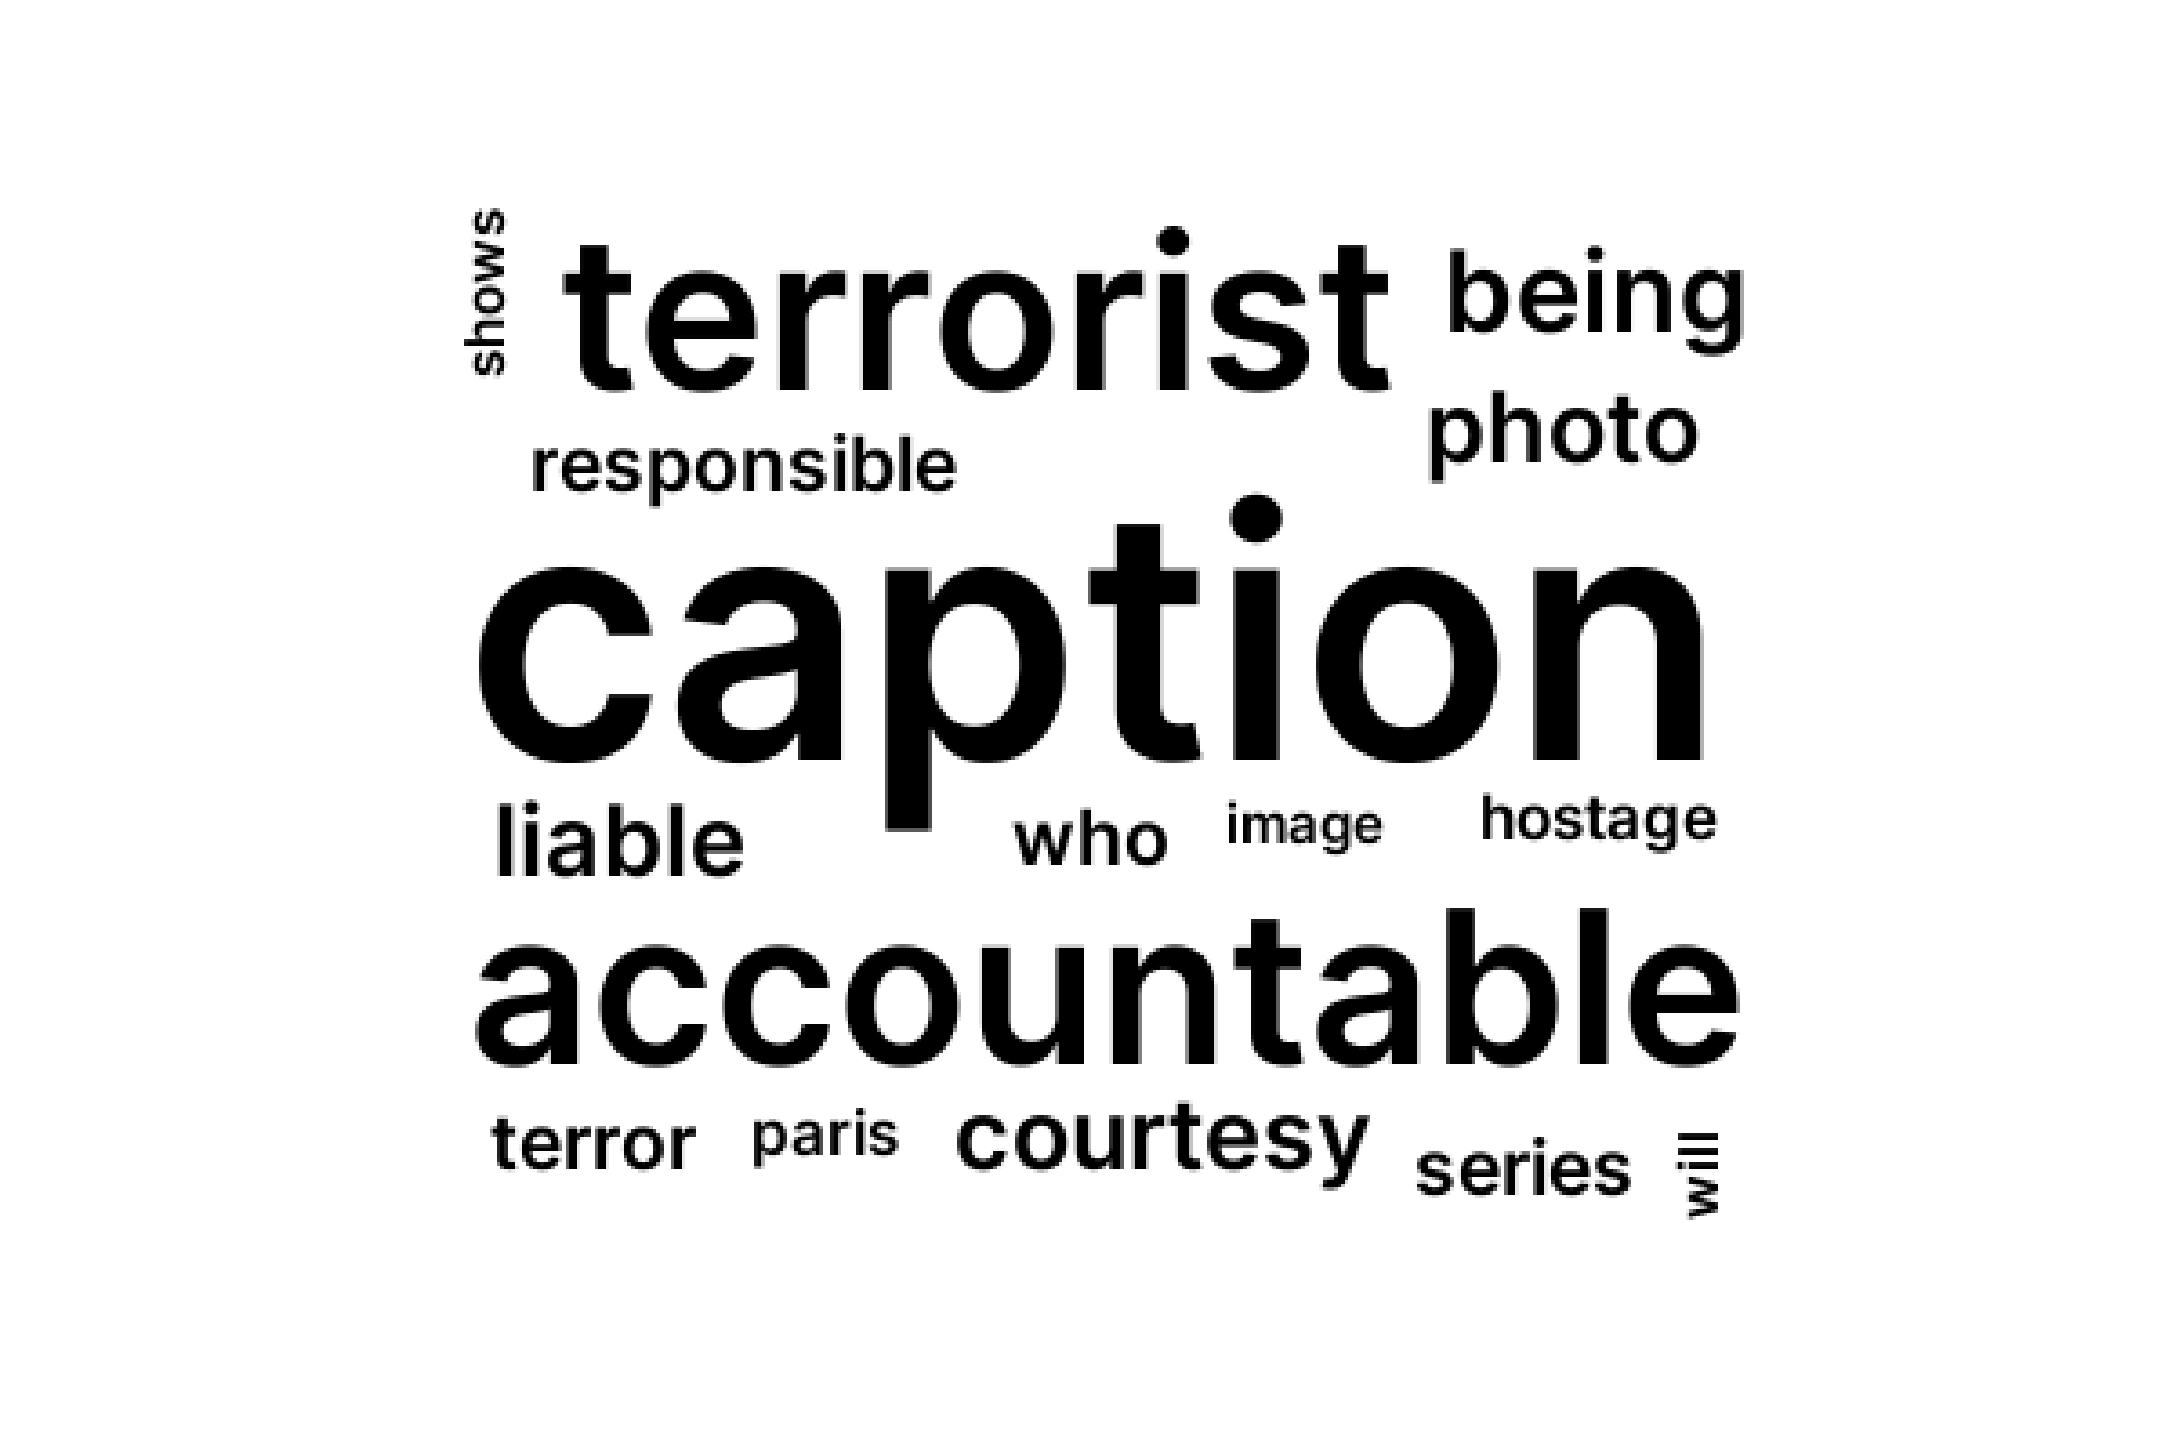 shows terrorist being
photo
responsible
caption
liable who image hostage
accountable
terror paris courtesy series will